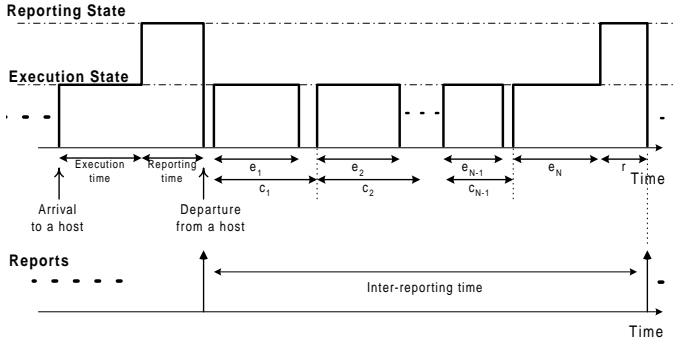 Reporting State
Execution State
Execution time
Reporting time
e1
e2
eN-1
eN
r
Time
c1
c2
cN-1
Arrival to a host
Departure from a host
Reports
Inter-reporting time
Time